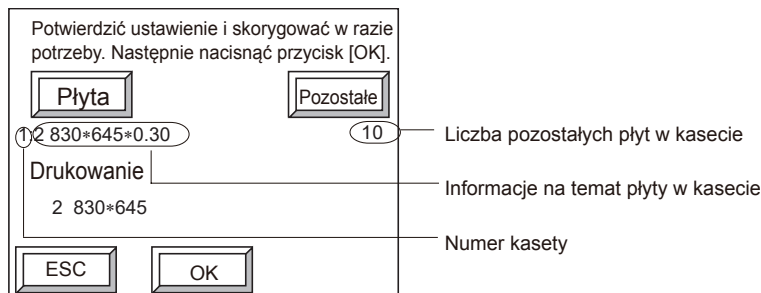 Potwierdzić ustawienie i skorygować w razie
potrzeby. Następnie nacisnąć przycisk [OK].
Płyta
Pozostałe
1:2 830*645*0.30
10
Liczba pozostałych płyt w kasecie
Drukowanie
Informacje na temat płyty w kasecie
2 830*645
Numer kasety
ESC
OK